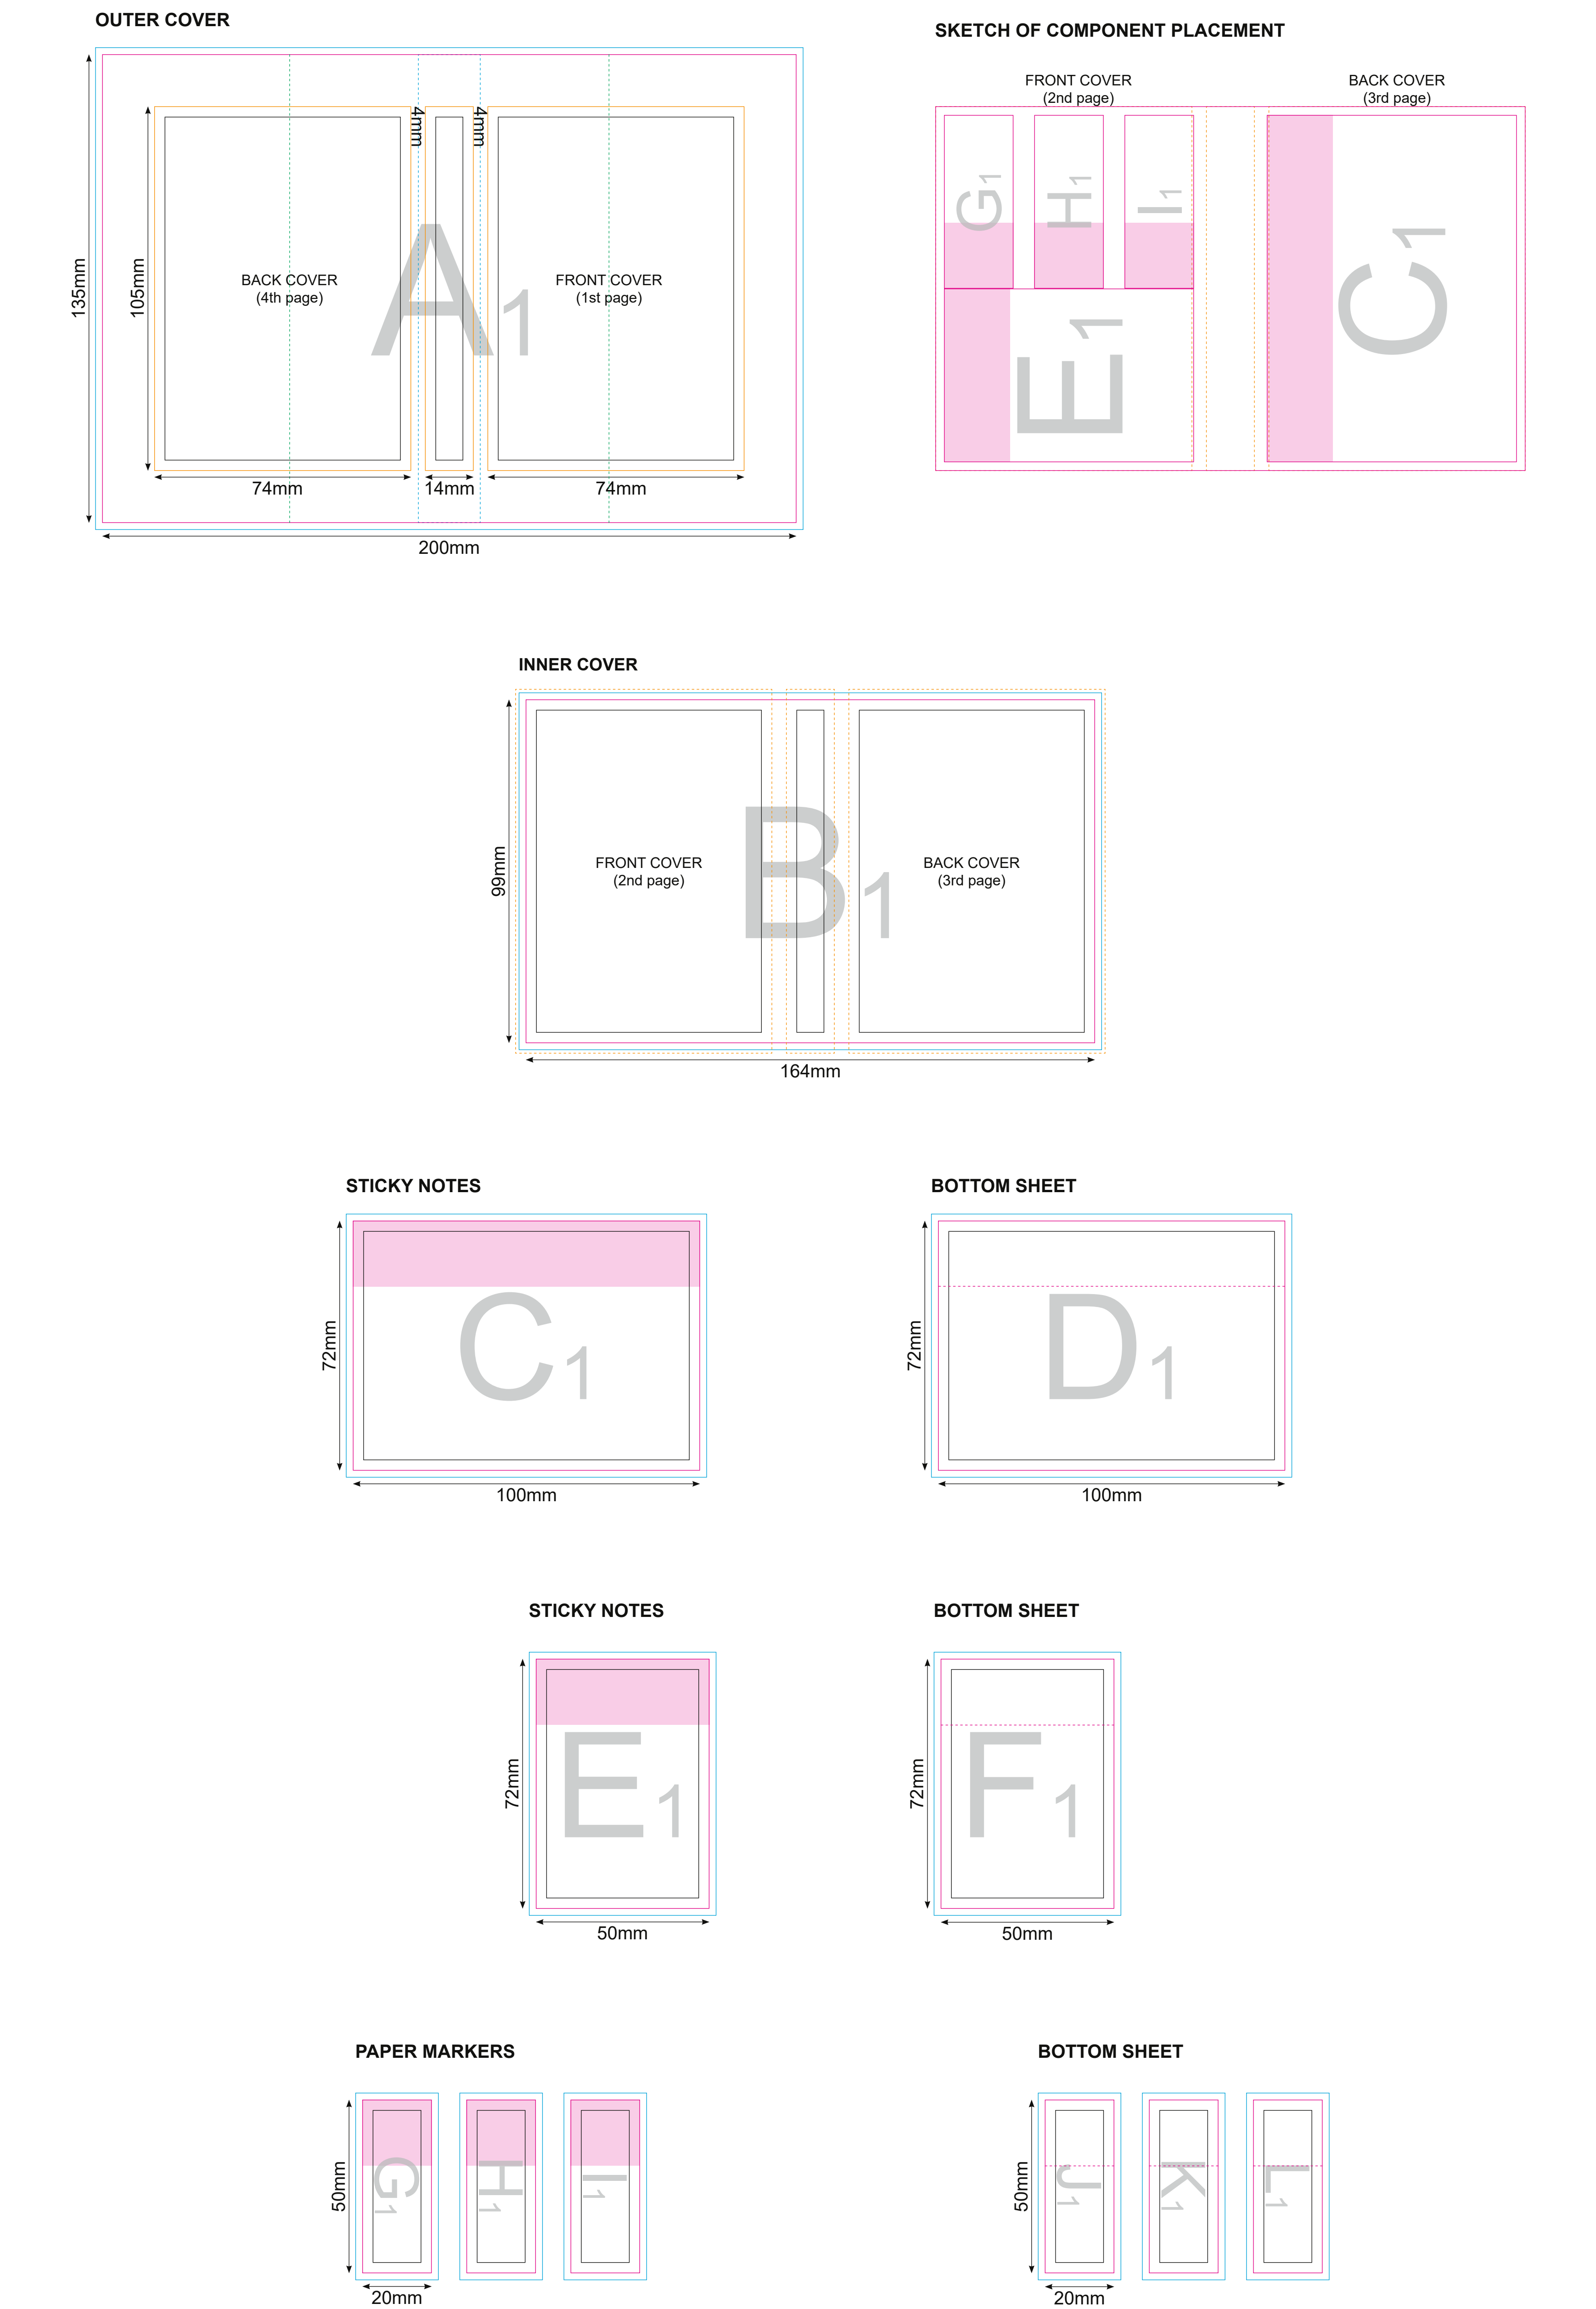 OUTER COVER
4mm
4mm
135mm
105mm
BACK COVER
(4th page)
A1
FRONT COVER
(1st page)
74mm
14mm
74mm
200mm
SKETCH OF COMPONENT PLACEMENT
FRONT COVER
(2nd page)
BACK COVER
(3rd page)
G1
H1
I1
E1
C1
INNER COVER
99mm
FRONT COVER
(2nd page)
B1
BACK COVER
(3rd page)
164mm
STICKY NOTES
72mm
C1
100mm
BOTTOM SHEET
72mm
D1
100mm
STICKY NOTES
72mm
E1
50mm
BOTTOM SHEET
72mm
F1
50mm
PAPER MARKERS
50mm
G1
H1
I1
20mm
BOTTOM SHEET
50mm
J1
K1
L1
20mm